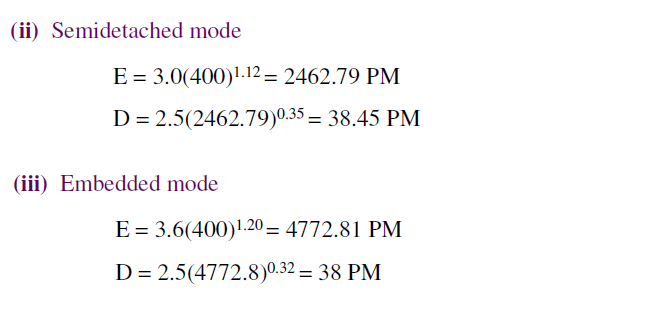 (ii) Semidetached mode
E = 3.0(400)1.12 = 2462.79 PM
D = 2.5(2462.79)0.35 = 38.45 PM
(iii) Embedded mode
E = 3.6(400)1.20 = 4772.81 PM
D = 2.5(4772.8)0.32 = 38 PM